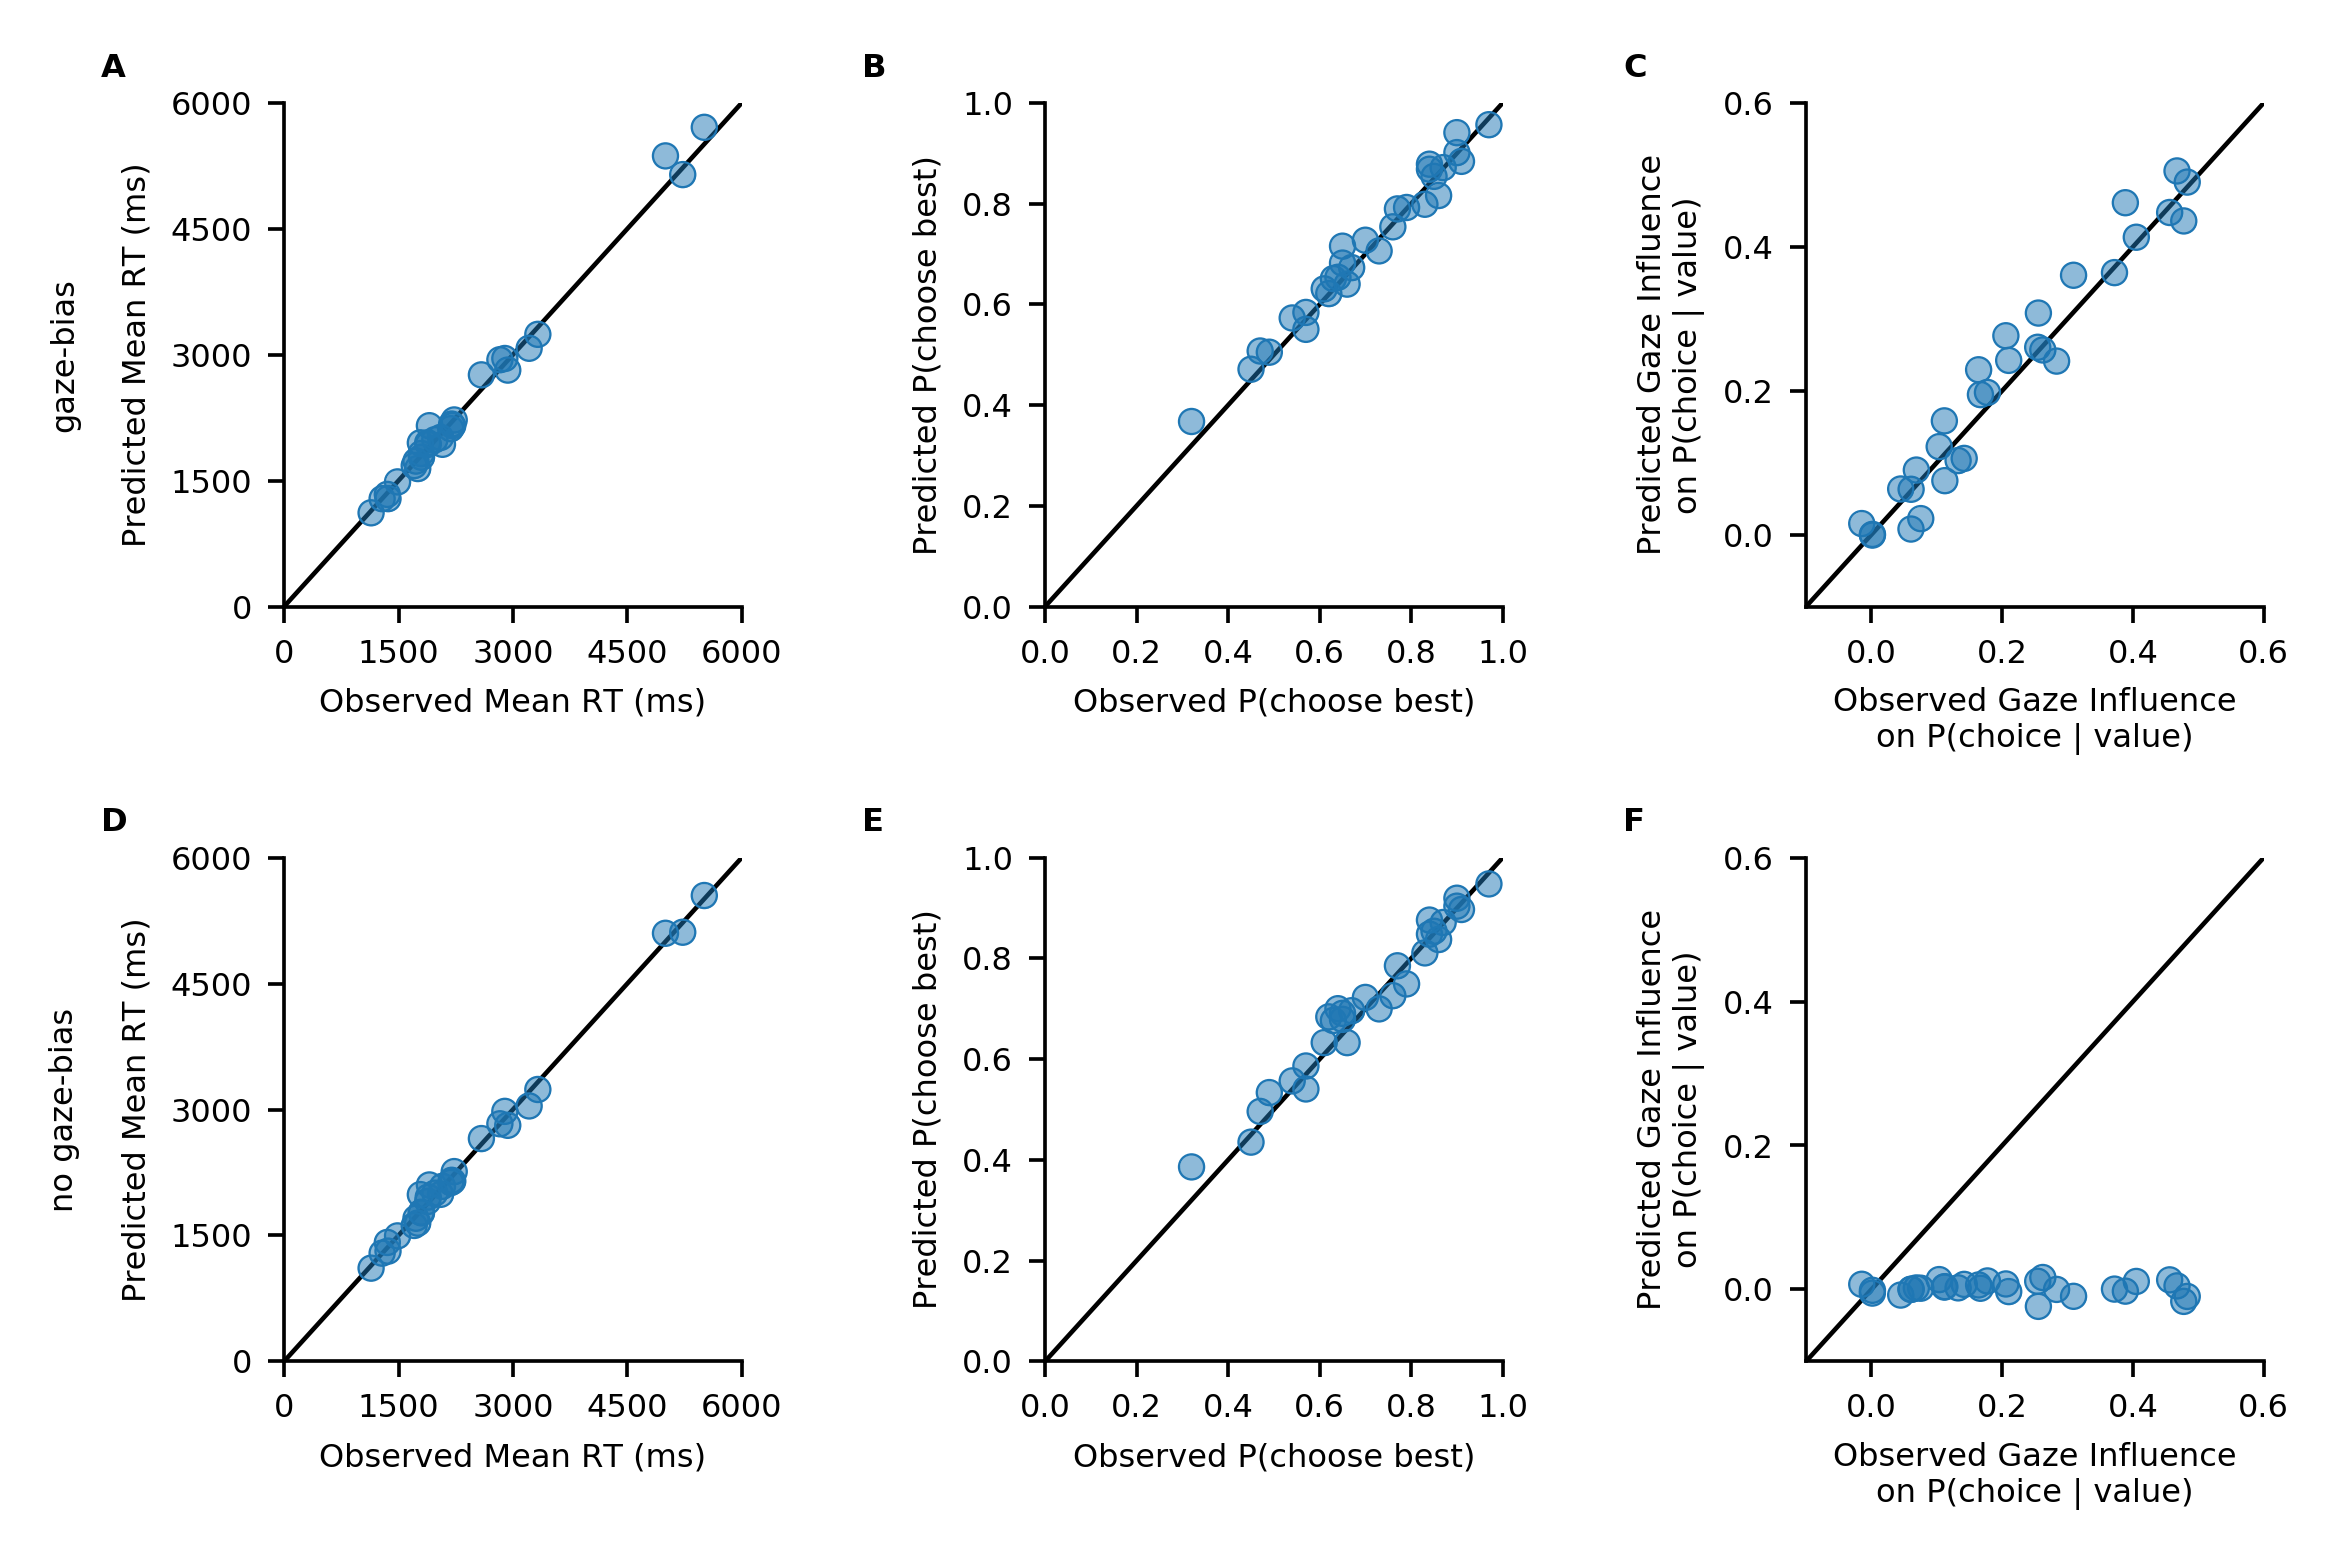 A
gaze-bias
Predicted Mean RT (ms)
6000
4500
3000
1500
0
0 1500 3000 4500 6000
Observed Mean RT (ms)
B
Predicted P(choose best)
1.0
0.8
0.6
0.4
0.2
0.0
0.0 0.2 0.4 0.6 0.8 1.0
Observed P(choose best)
C
Predicted Gaze Influence
on P(choice | value)
0.6
0.4
0.2
0.0
0.0 0.2 0.4 0.6
Observed Gaze Influence
on P(choice | value)
D
no gaze-bias
Predicted Mean RT (ms)
6000
4500
3000
1500
0
0 1500 3000 4500 6000
Observed Mean RT (ms)
E
Predicted P(choose best)
1.0
0.8
0.6
0.4
0.2
0.0
0.0 0.2 0.4 0.6 0.8 1.0
Observed P(choose best)
F
Predicted Gaze Influence
on P(choice | value)
0.6
0.4
0.2
0.0
0.0 0.2 0.4 0.6
Observed Gaze Influence
on P(choice | value)